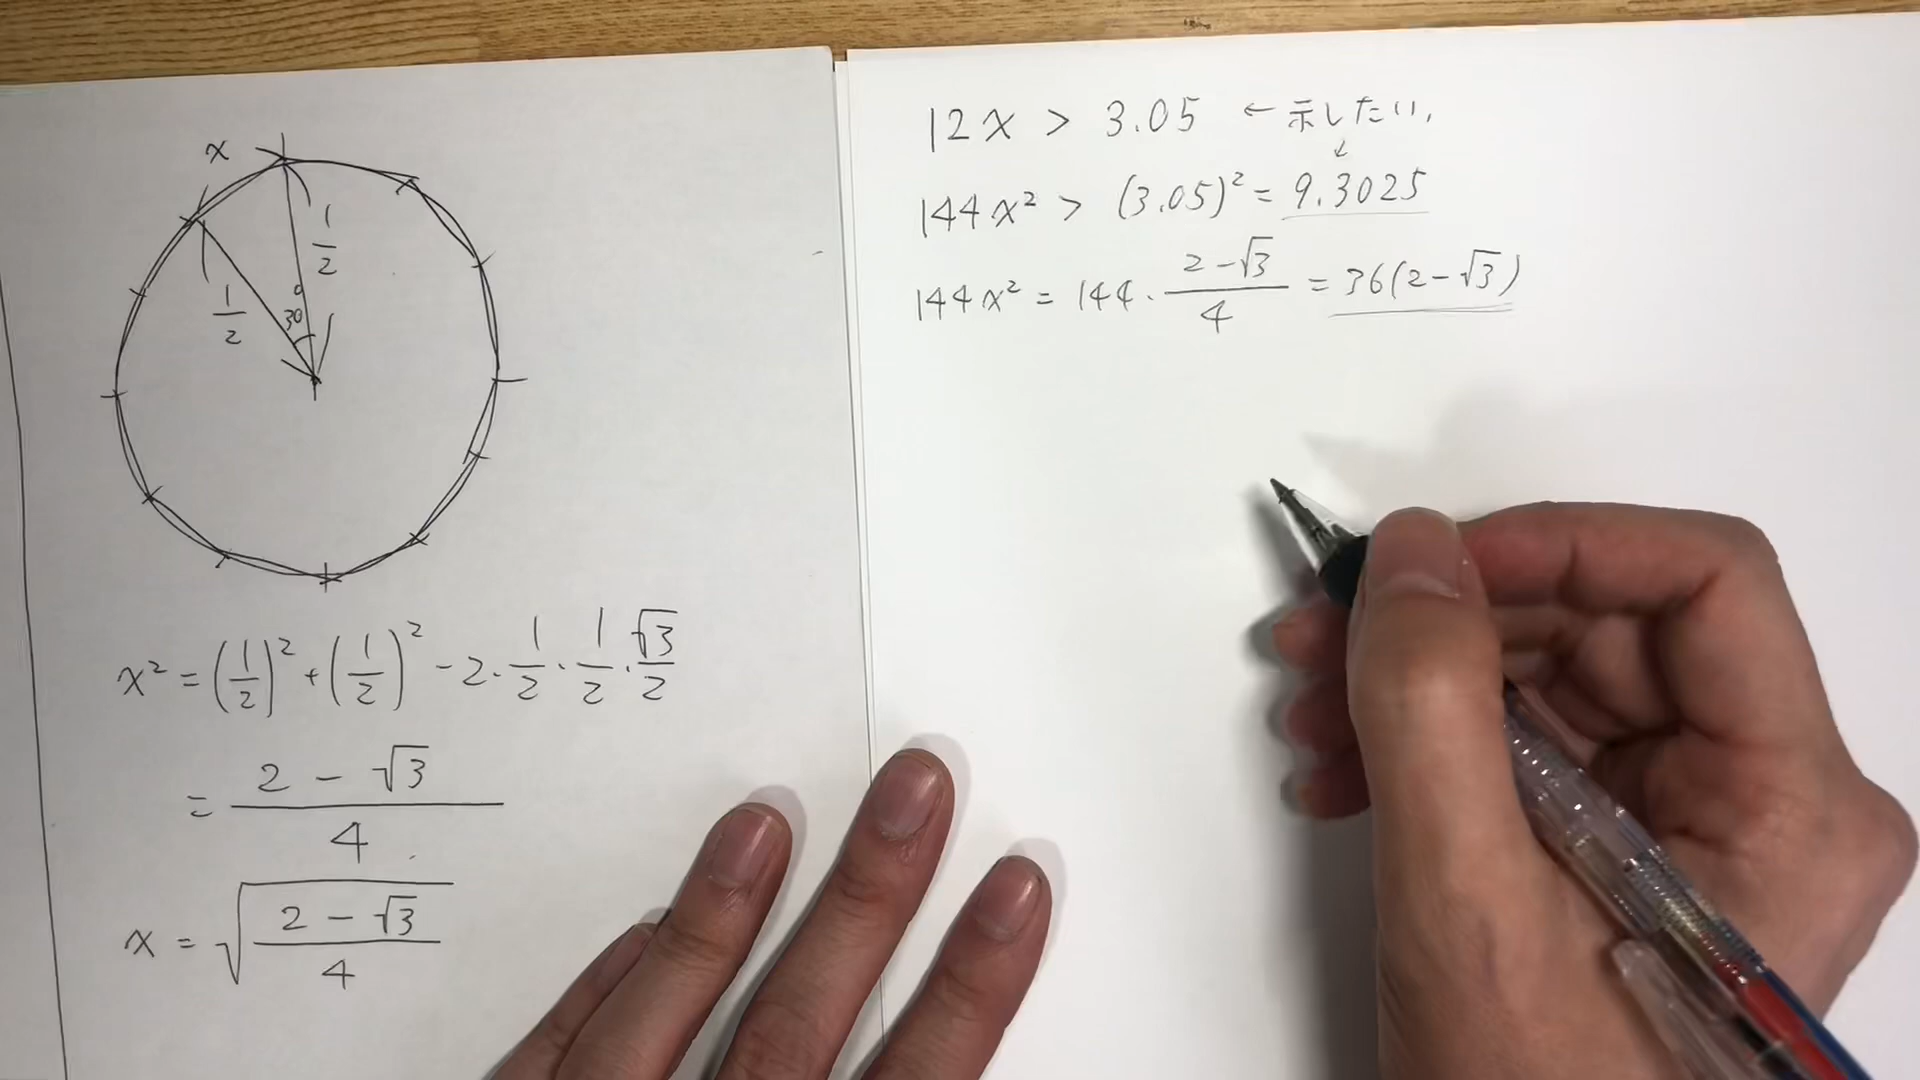 x
1/2
1/2
30°
x² = (1/2)² + (1/2)² - 2·1/2·1/2·√3/2
= (2 - √3)/4
x = √((2 - √3)/4)
12x > 3.05 ← 示したい.
↓
144x² > (3.05)² = 9.3025
144x² = 144·(2-√3)/4 = 36(2-√3)